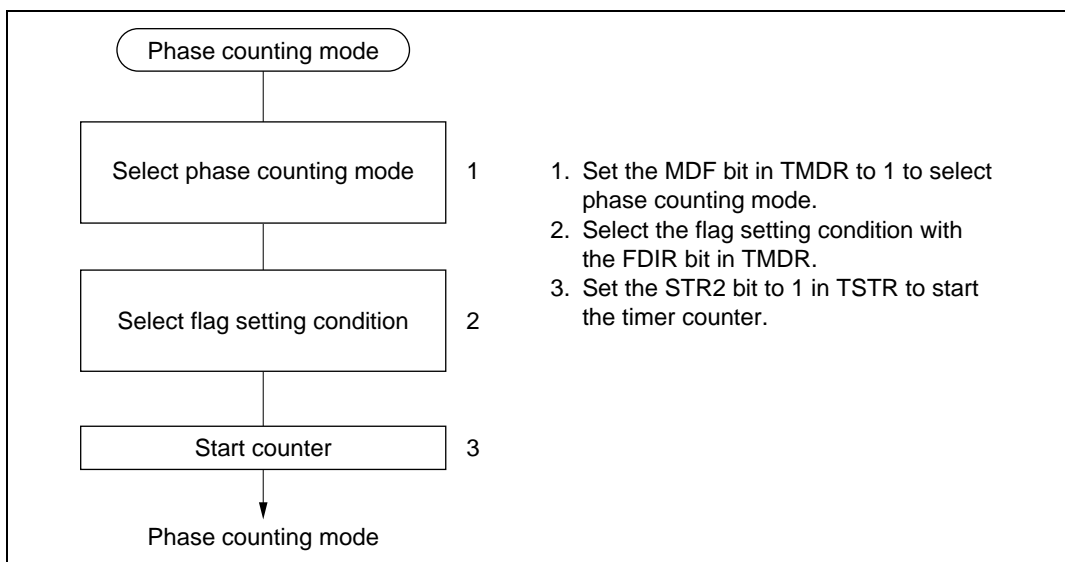 Phase counting mode
Select phase counting mode
1
Select flag setting condition
2
Start counter
3
Phase counting mode
1. Set the MDF bit in TMDR to 1 to select
phase counting mode.
2. Select the flag setting condition with
the FDIR bit in TMDR.
3. Set the STR2 bit to 1 in TSTR to start
the timer counter.